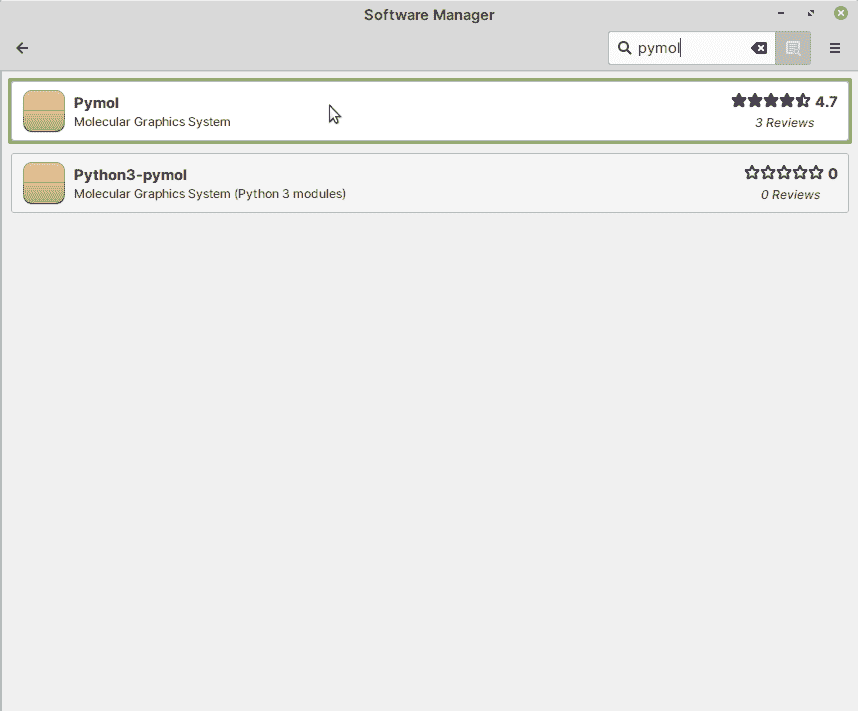 Software Manager
pymol
Pymol
4.7
Molecular Graphics System
3 Reviews
Python3-pymol
0
Molecular Graphics System (Python 3 modules)
0 Reviews